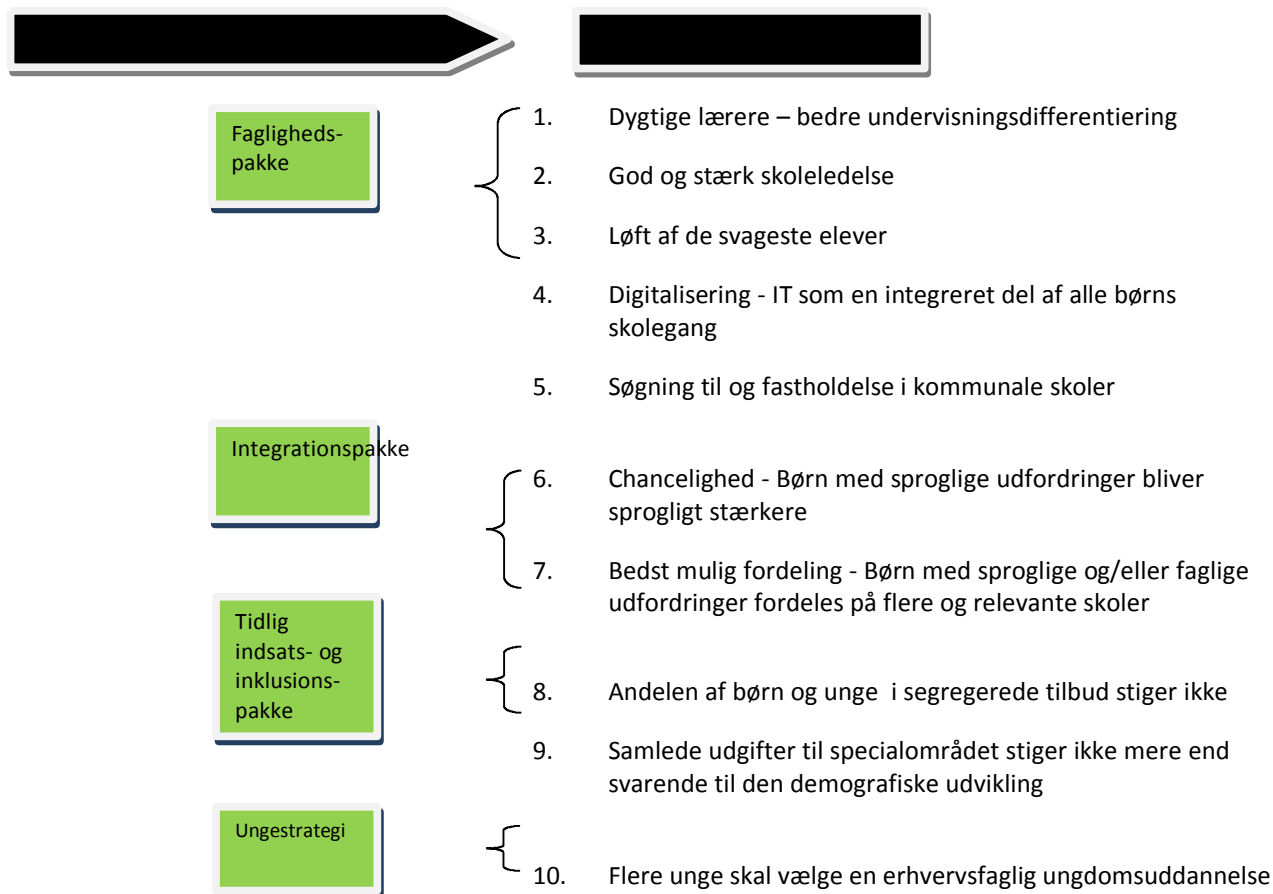 Fagligheds-
pakke
1. Dygtige lærere – bedre undervisningsdifferentiering
2. God og stærk skoleledelse
3. Løft af de svageste elever
4. Digitalisering - IT som en integreret del af alle børns
skolegang
5. Søgning til og fastholdelse i kommunale skoler
Integrationspakke
6. Chancelighed - Børn med sproglige udfordringer bliver
sprogligt stærkere
7. Bedst mulig fordeling - Børn med sproglige og/eller faglige
udfordringer fordeles på flere og relevante skoler
Tidlig
indsats- og
inklusions-
pakke
8. Andelen af børn og unge i segregerede tilbud stiger ikke
9. Samlede udgifter til specialområdet stiger ikke mere end
svarende til den demografiske udvikling
Ungestrategi
10. Flere unge skal vælge en erhvervsfaglig ungdomsuddannelse